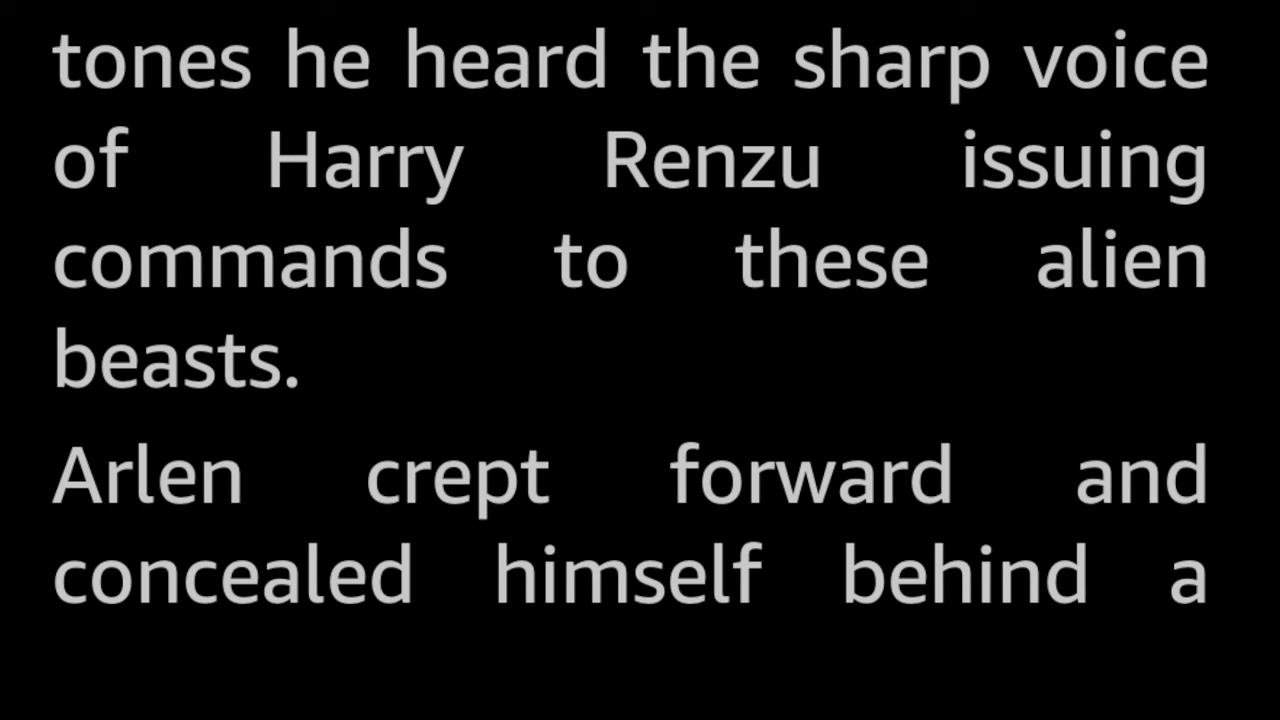 tones he heard the sharp voice
of Harry Renzu issuing
commands to these alien
beasts.
Arlen crept forward and
concealed himself behind a